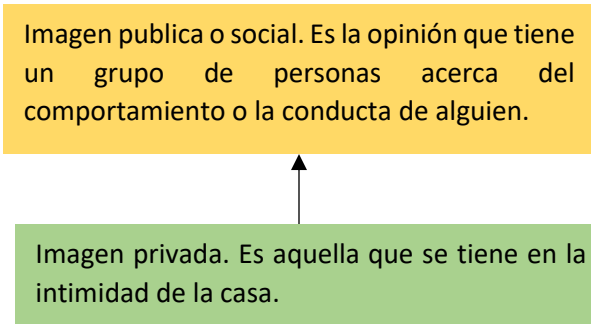 Imagen publica o social. Es la opinión que tiene
un grupo de personas acerca del
comportamiento o la conducta de alguien.
Imagen privada. Es aquella que se tiene en la
intimidad de la casa.